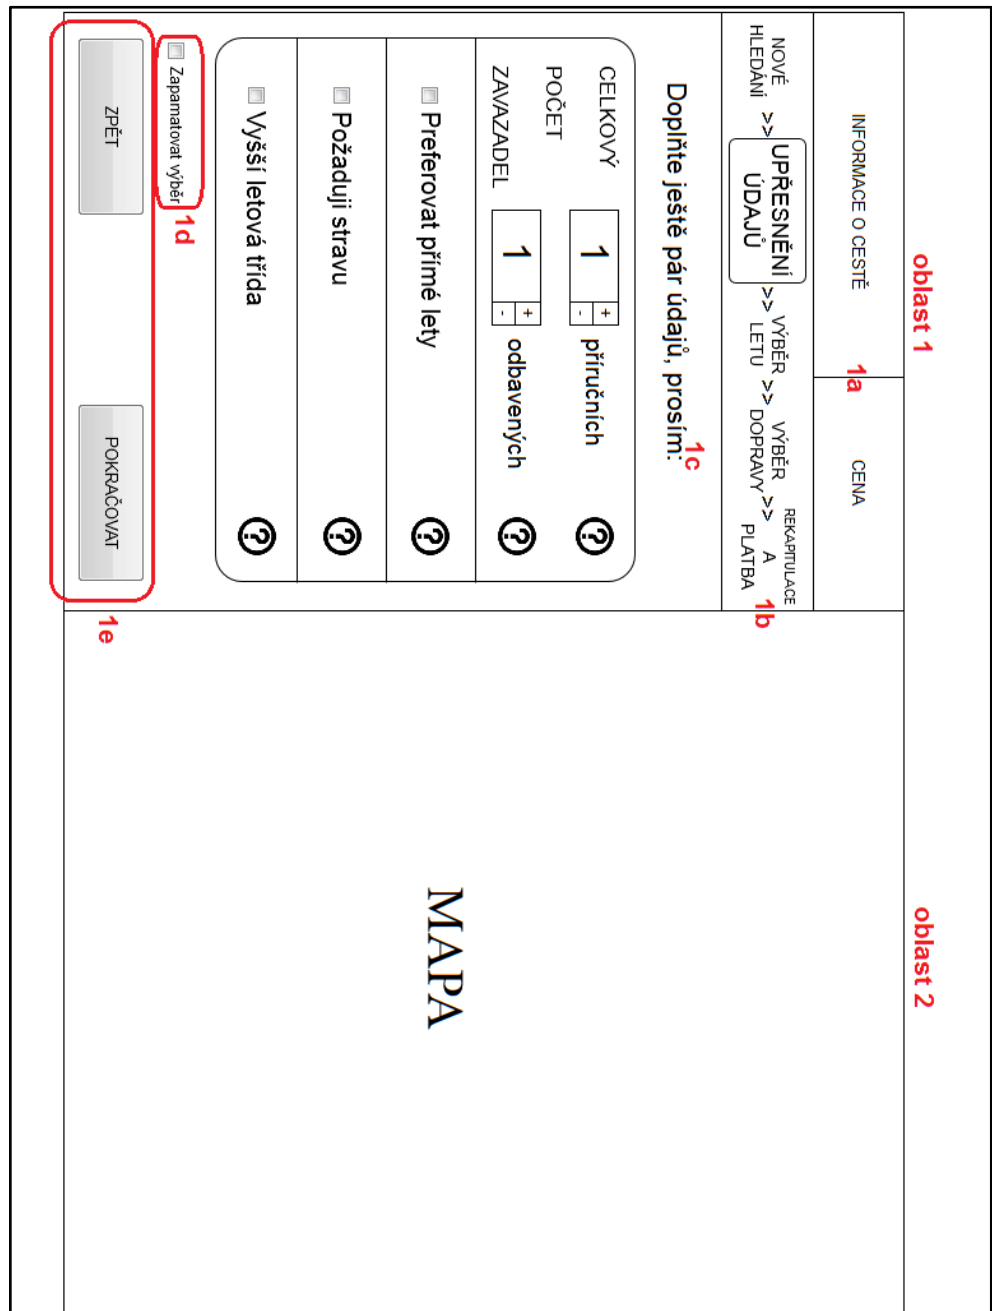 oblast 1
oblast 2
INFORMACE O CESTĚ
1a
CENA
NOVÉ
HLEDÁNÍ
>>
UPŘESNĚNÍ
ÚDAJŮ
>>
VÝBĚR
LETU
>>
VÝBĚR
DOPRAVY
>>
REKAPITULACE
A
PLATBA
1b
Doplňte ještě pár údajů, prosím:
1c
CELKOVÝ
POČET
ZAVAZADEL
1 + - příručních ?
1 + - odbavených ?
Preferovat přímé lety ?
Požaduji stravu ?
Vyšší letová třída ?
Zapamatovat výběr 1d
ZPĚT POKRAČOVAT
1e
MAPA